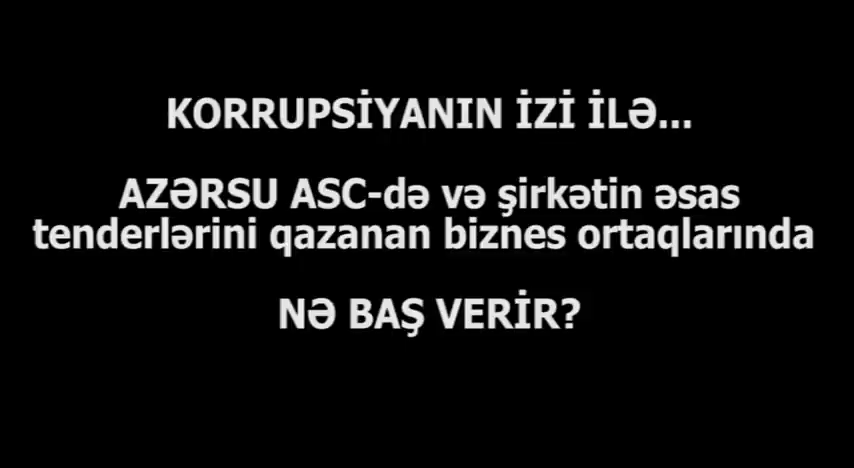 KORRUPSİYANIN İZİ İLƏ...
AZƏRSU ASC-də və şirkətin əsas
tenderlərini qazanan biznes ortaqlarında
NƏ BAŞ VERİR?